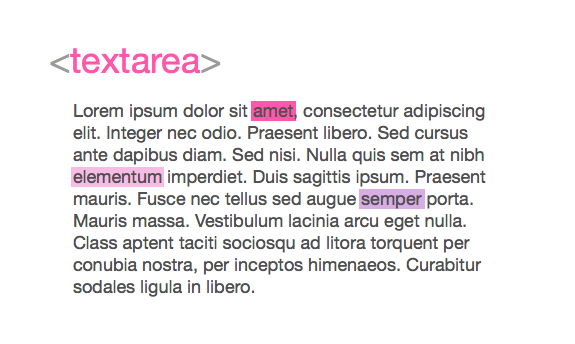 <textarea>
Lorem ipsum dolor sit amet, consectetur adipiscing
elit. Integer nec odio. Praesent libero. Sed cursus
ante dapibus diam. Sed nisi. Nulla quis sem at nibh
elementum imperdiet. Duis sagittis ipsum. Praesent
mauris. Fusce nec tellus sed augue semper porta.
Mauris massa. Vestibulum lacinia arcu eget nulla.
Class aptent taciti sociosqu ad litora torquent per
conubia nostra, per inceptos himenaeos. Curabitur
sodales ligula in libero.